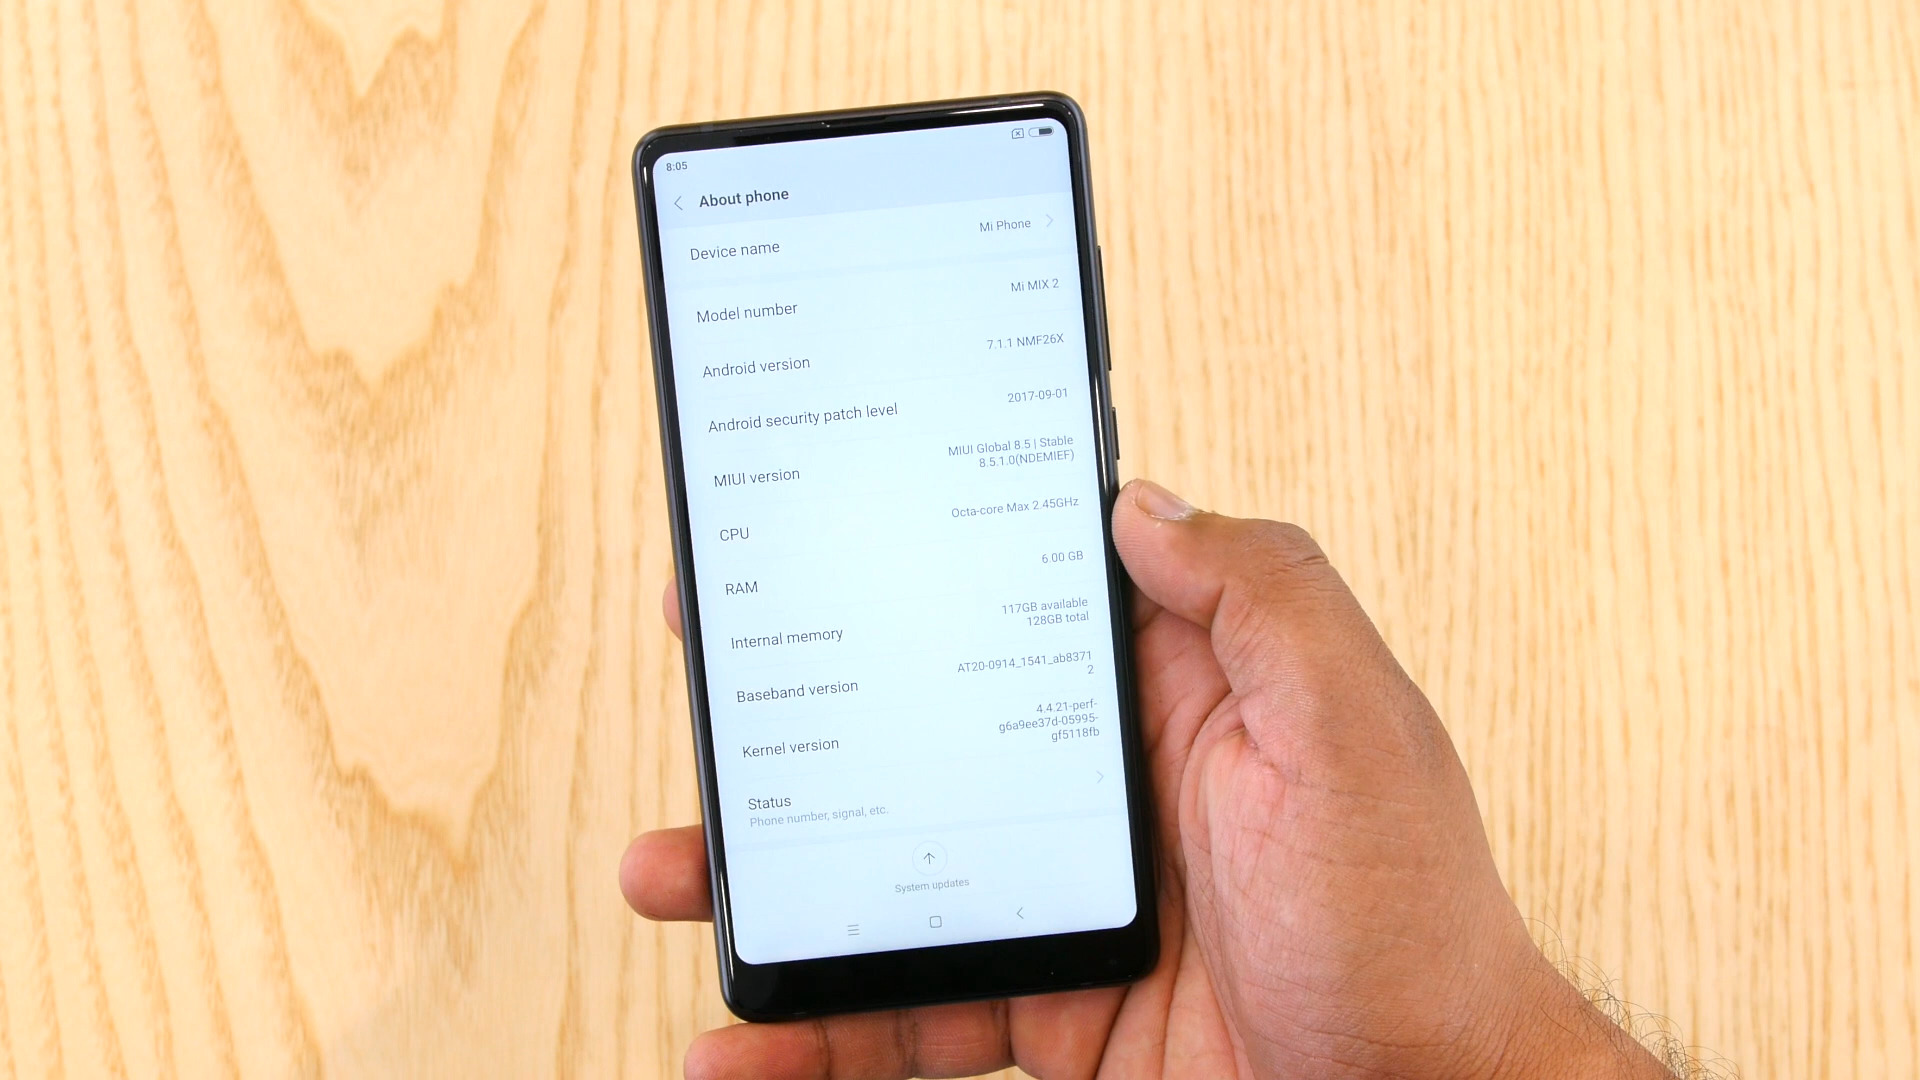 8:05
About phone
Device name
Mi Phone
Model number
Mi MIX 2
Android version
7.1.1 NMF26X
Android security patch level
2017-09-01
MIUI version
MIUI Global 8.5 | Stable
8.5.1.0(NDEMIEF)
CPU
Octa-core Max 2.45GHz
RAM
6.00 GB
Internal memory
117GB available
128GB total
Baseband version
AT20-0914_1541_ab8371
2
Kernel version
4.4.21-perf-
g6a9ee37d-05995-
gf5118fb
Status
Phone number, signal, etc.
System updates